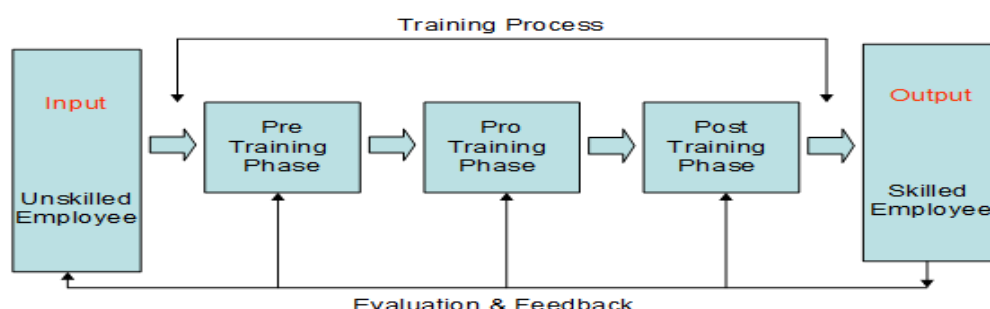 Training Process
Input
Unskilled
Employee
Pre
Training
Phase
Pro
Training
Phase
Post
Training
Phase
Output
Skilled
Employee
Evaluation & Feedback